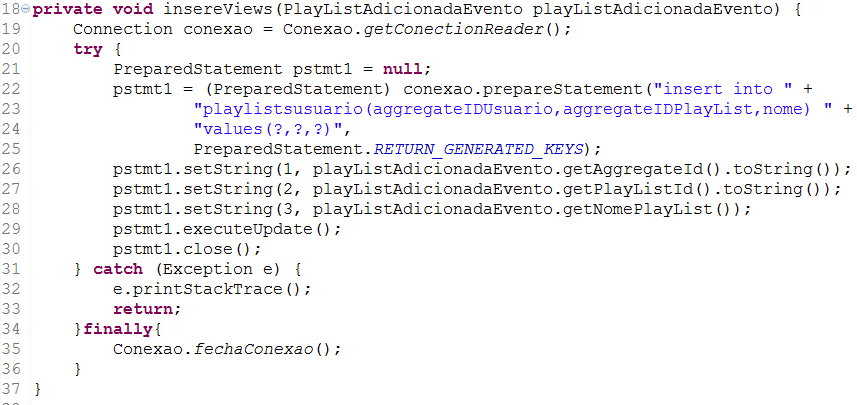 18 private void insereViews(PlayListAdicionadaEvento playListAdicionadaEvento) {
19     Connection conexao = Conexao.getConectionReader();
20     try {
21         PreparedStatement pstmt1 = null;
22         pstmt1 = (PreparedStatement) conexao.prepareStatement("insert into " +
23                 "playlistsusuario(aggregateIDUsuario,aggregateIDPlayList,nome) " +
24                 "values(?,?,?)",
25                 PreparedStatement.RETURN_GENERATED_KEYS);
26         pstmt1.setString(1, playListAdicionadaEvento.getAggregateId().toString());
27         pstmt1.setString(2, playListAdicionadaEvento.getPlayListId().toString());
28         pstmt1.setString(3, playListAdicionadaEvento.getNomePlayList());
29         pstmt1.executeUpdate();
30         pstmt1.close();
31     } catch (Exception e) {
32         e.printStackTrace();
33         return;
34     }finally{
35         Conexao.fechaConexao();
36     }
37 }